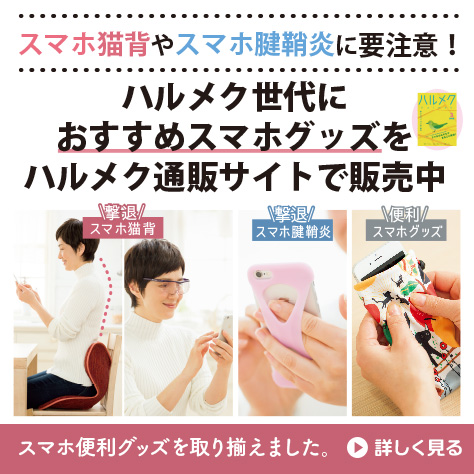 スマホ猫背やスマホ腱鞘炎に要注意！
ハルメク世代に
おすすめスマホグッズを
ハルメク通販サイトで販売中
ハルメク
撃退
スマホ猫背
撃退
スマホ腱鞘炎
便利
スマホグッズ
スマホ便利グッズを取り揃えました。
詳しく見る